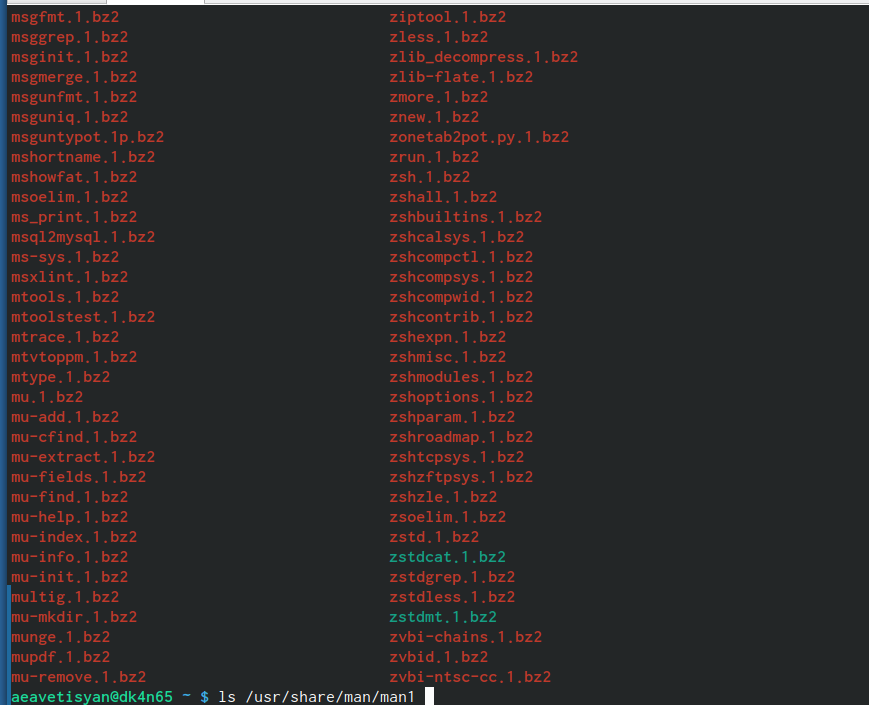 msgfmt.1.bz2 ziptool.1.bz2
msggrep.1.bz2 zless.1.bz2
msginit.1.bz2 zlib_decompress.1.bz2
msgmerge.1.bz2 zlib-flate.1.bz2
msgunfmt.1.bz2 zmore.1.bz2
msguniq.1.bz2 znew.1.bz2
msguntypot.1p.bz2 zonetab2pot.py.1.bz2
mshortname.1.bz2 zrun.1.bz2
mshowfat.1.bz2 zsh.1.bz2
msoelim.1.bz2 zshall.1.bz2
ms_print.1.bz2 zshbuiltins.1.bz2
msql2mysql.1.bz2 zshcalsys.1.bz2
ms-sys.1.bz2 zshcompctl.1.bz2
msxlint.1.bz2 zshcompsys.1.bz2
mtools.1.bz2 zshcompwid.1.bz2
mtoolstest.1.bz2 zshcontrib.1.bz2
mtrace.1.bz2 zshexpn.1.bz2
mtvtoppm.1.bz2 zshmisc.1.bz2
mtype.1.bz2 zshmodules.1.bz2
mu.1.bz2 zshoptions.1.bz2
mu-add.1.bz2 zshparam.1.bz2
mu-cfind.1.bz2 zshroadmap.1.bz2
mu-extract.1.bz2 zshtcpsys.1.bz2
mu-fields.1.bz2 zshzftpsys.1.bz2
mu-find.1.bz2 zshzle.1.bz2
mu-help.1.bz2 zsoelim.1.bz2
mu-index.1.bz2 zstd.1.bz2
mu-info.1.bz2 zstdcat.1.bz2
mu-init.1.bz2 zstdgrep.1.bz2
multig.1.bz2 zstdless.1.bz2
mu-mkdir.1.bz2 zstdmt.1.bz2
munge.1.bz2 zvbi-chains.1.bz2
mupdf.1.bz2 zvbid.1.bz2
mu-remove.1.bz2 zvbi-ntsc-cc.1.bz2
aeavetisyan@dk4n65 ~ $ ls /usr/share/man/man1